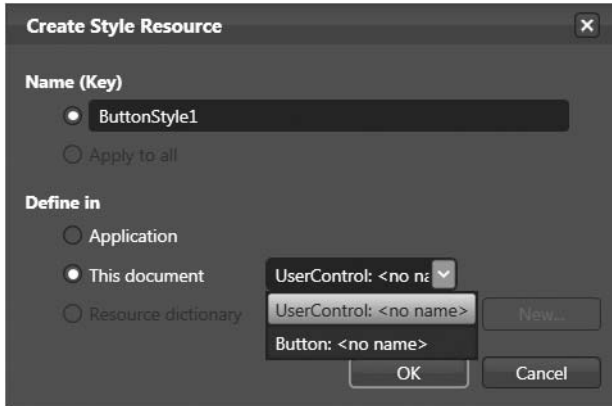 Create Style Resource
Name (Key)
ButtonStyle1
Apply to all
Define in
Application
This document UserControl: <no na
Resource dictionary UserControl: <no name> New...
Button: <no name>
OK Cancel